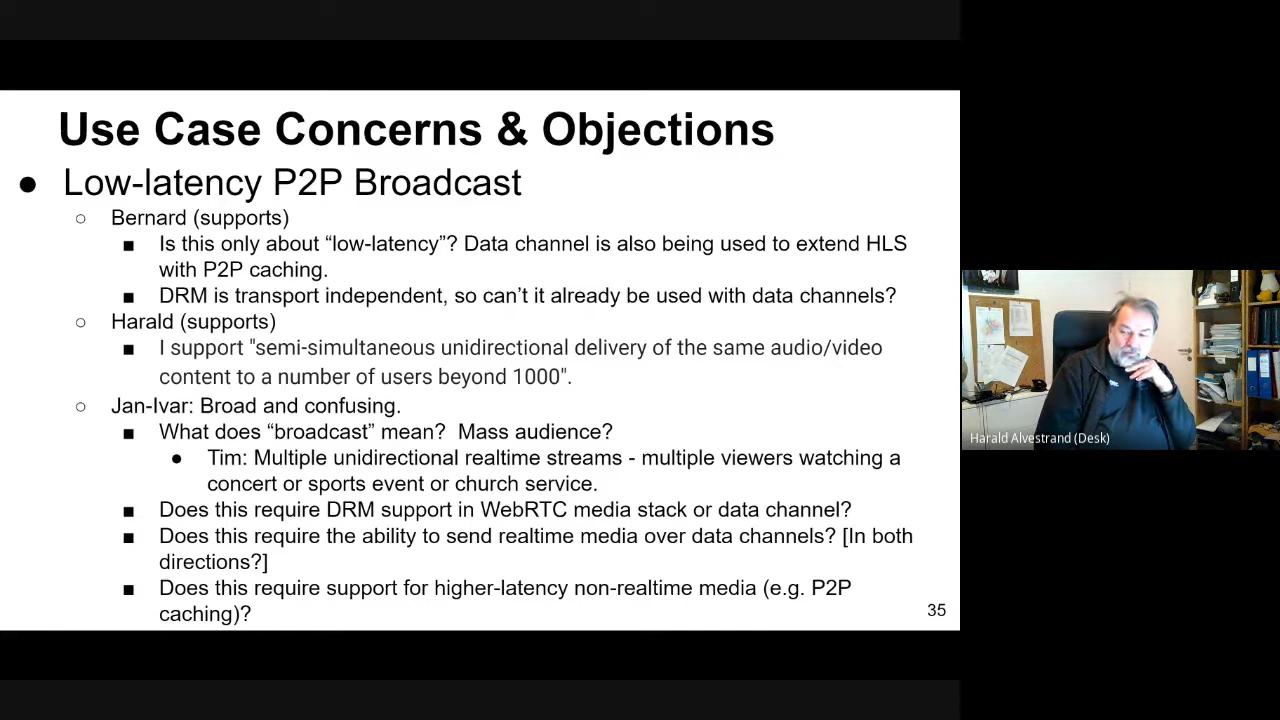 Use Case Concerns & Objections
● Low-latency P2P Broadcast
○ Bernard (supports)
■ Is this only about “low-latency”? Data channel is also being used to extend HLS
with P2P caching.
■ DRM is transport independent, so can’t it already be used with data channels?
○ Harald (supports)
■ I support "semi-simultaneous unidirectional delivery of the same audio/video
content to a number of users beyond 1000".
○ Jan-Ivar: Broad and confusing.
■ What does “broadcast” mean?  Mass audience?
● Tim: Multiple unidirectional realtime streams - multiple viewers watching a
concert or sports event or church service.
■ Does this require DRM support in WebRTC media stack or data channel?
■ Does this require the ability to send realtime media over data channels? [In both
directions?]
■ Does this require support for higher-latency non-realtime media (e.g. P2P
caching)?
35
Harald Alvestrand (Desk)